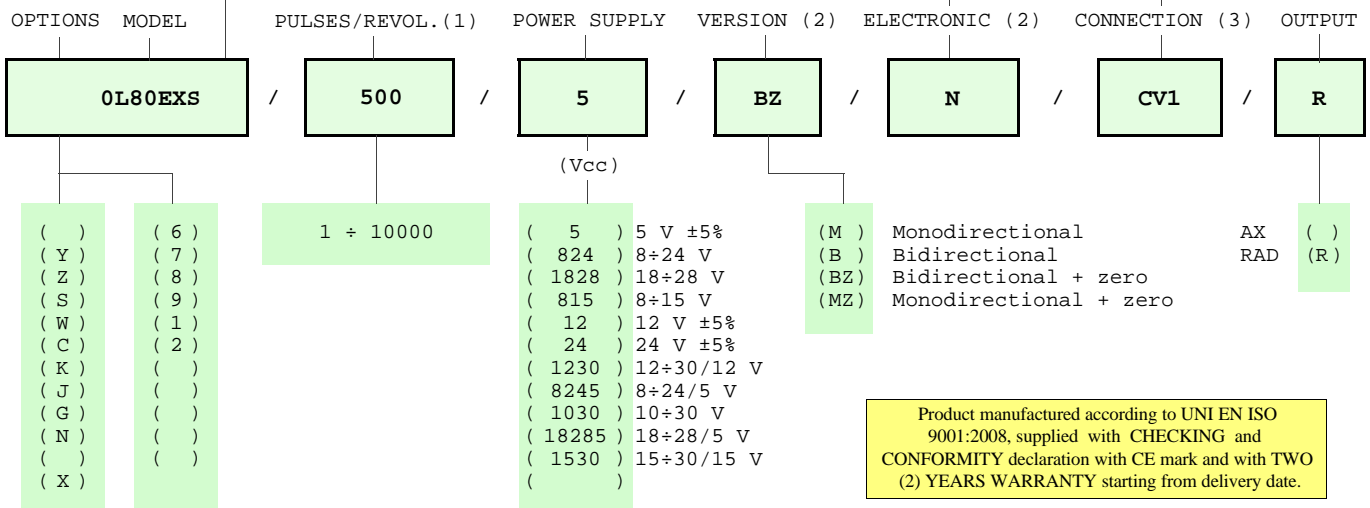 OPTIONS MODEL PULSES/REVOL.(1) POWER SUPPLY VERSION (2) ELECTRONIC (2) CONNECTION (3) OUTPUT
0L80EXS / 500 / 5 / BZ / N / CV1 / R
(Vcc)
( ) ( 6 ) 1 ÷ 10000 ( 5 ) 5 V ±5% (M ) Monodirectional AX ( )
( Y ) ( 7 ) ( 824 ) 8÷24 V (B ) Bidirectional RAD (R)
( Z ) ( 8 ) ( 1828 ) 18÷28 V (BZ) Bidirectional + zero
( S ) ( 9 ) ( 815 ) 8÷15 V (MZ) Monodirectional + zero
( W ) ( 1 ) ( 12 ) 12 V ±5%
( C ) ( 2 ) ( 24 ) 24 V ±5%
( K ) ( ) ( 1230 ) 12÷30/12 V
( J ) ( ) ( 8245 ) 8÷24/5 V
( G ) ( ) ( 1030 ) 10÷30 V
( N ) ( ) ( 18285 ) 18÷28/5 V
( ) ( ) ( 1530 ) 15÷30/15 V
( X ) ( )
Product manufactured according to UNI EN ISO
9001:2008, supplied with CHECKING and
CONFORMITY declaration with CE mark and with TWO
(2) YEARS WARRANTY starting from delivery date.